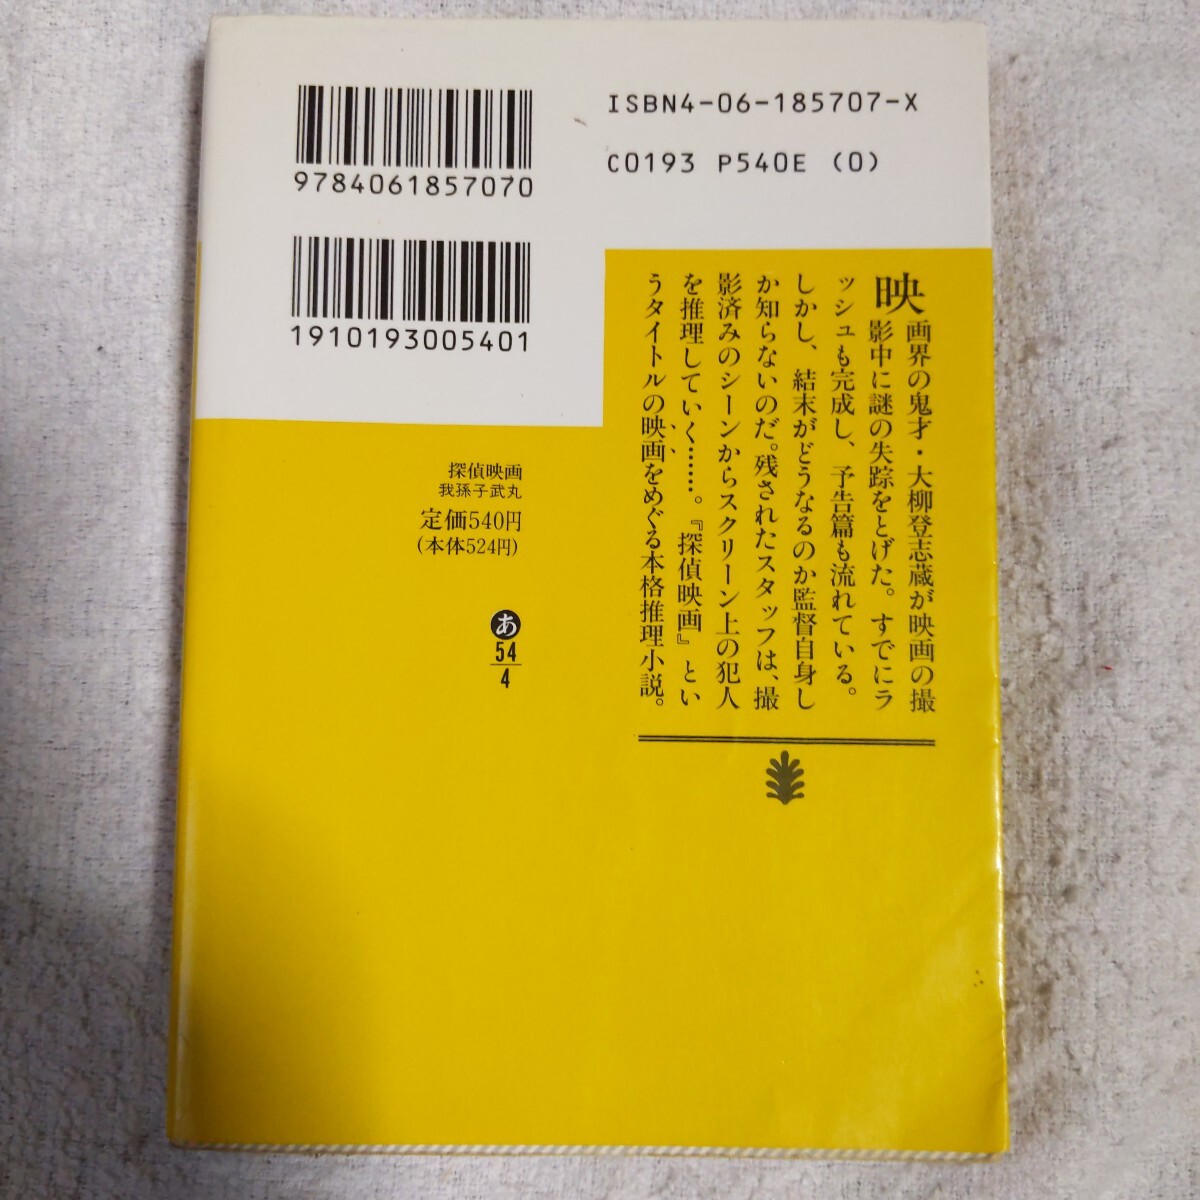 9784061857070
ISBN4-06-185707-X
C0193 P540E (0)
1910193005401
映画界の鬼才・大柳登志蔵が映画の撮
影中に謎の失踪をとげた。すでにラ
ッシュも完成し、予告篇も流れている。
しかし、結末がどうなるのか監督自身し
か知らないのだ。残されたスタッフは、撮
影済みのシーンからスクリーン上の犯人
を推理していく……。『探偵映画』とい
うタイトルの映画をめぐる本格推理小説。
探偵映画
我孫子武丸
定価540円
(本体524円)
あ
54
4